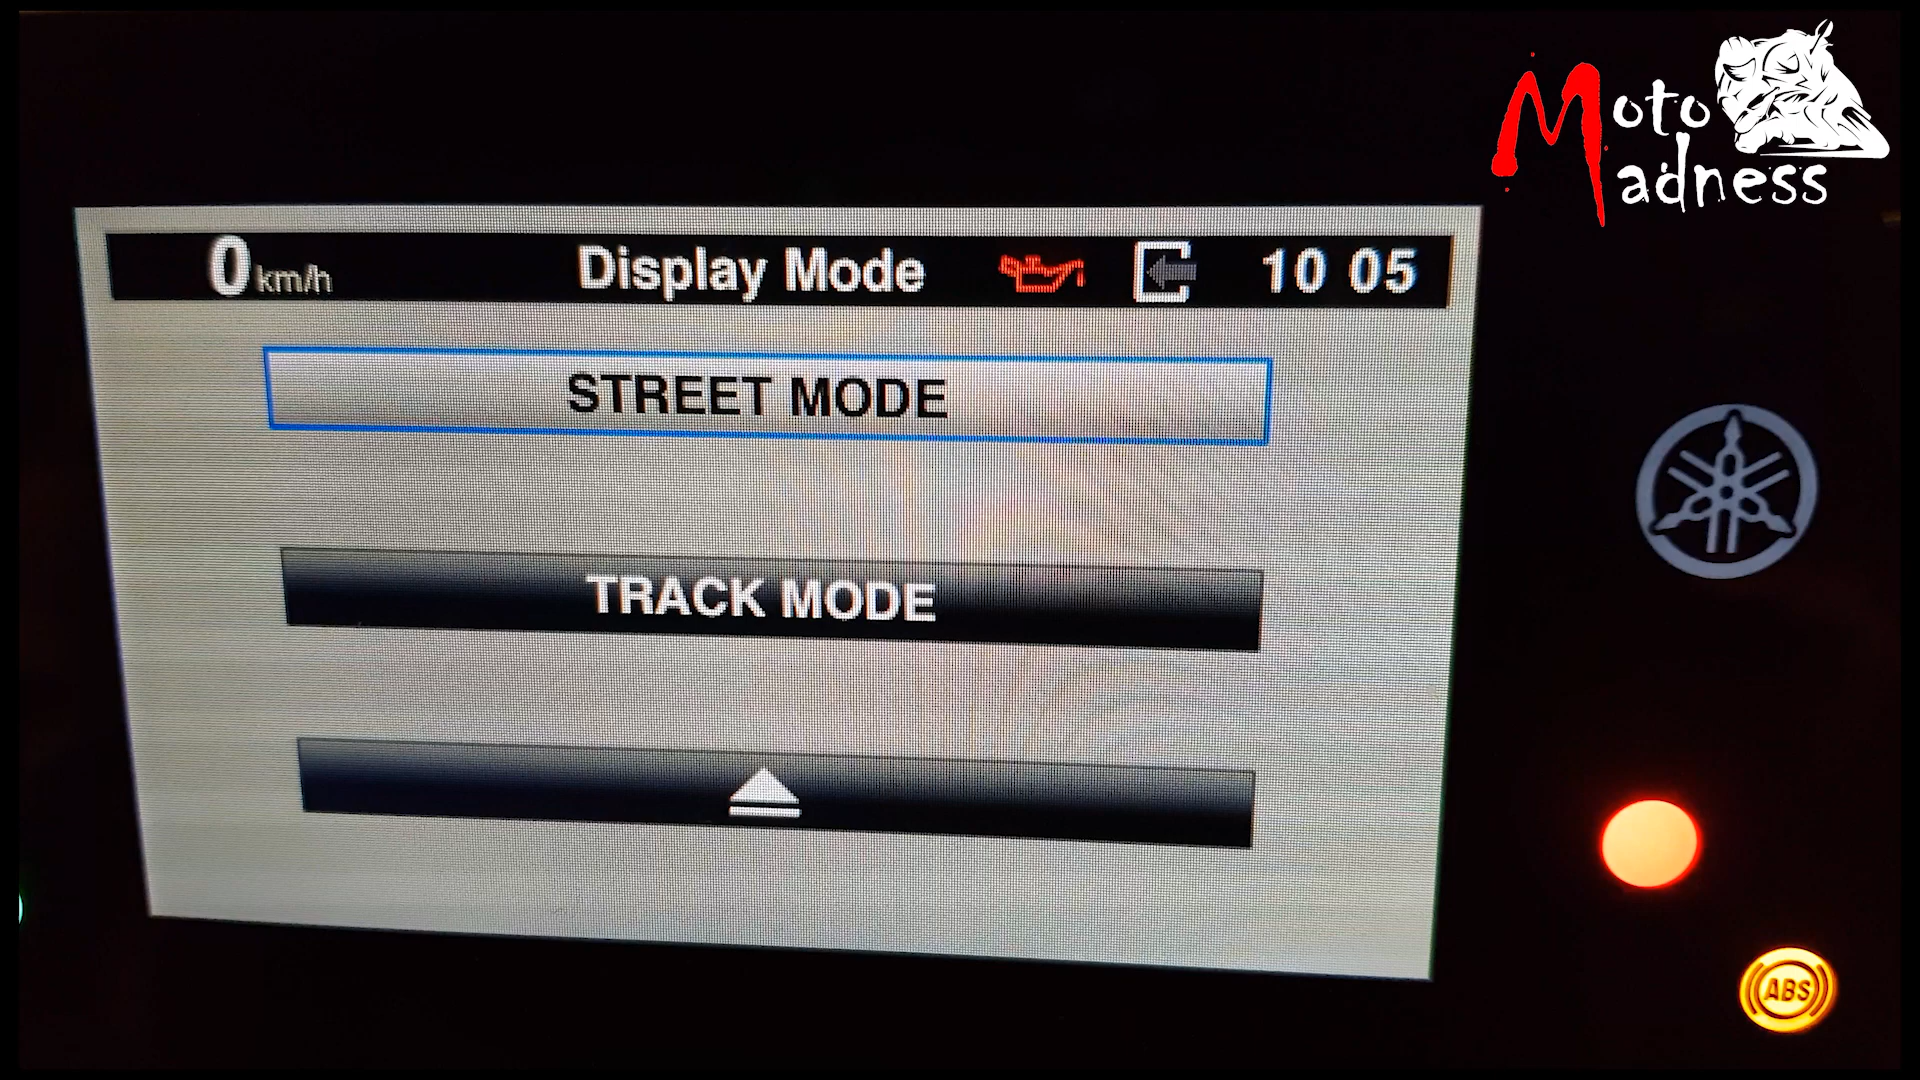 Moto
Madness
0 km/h Display Mode 10 05
STREET MODE
TRACK MODE
ABS